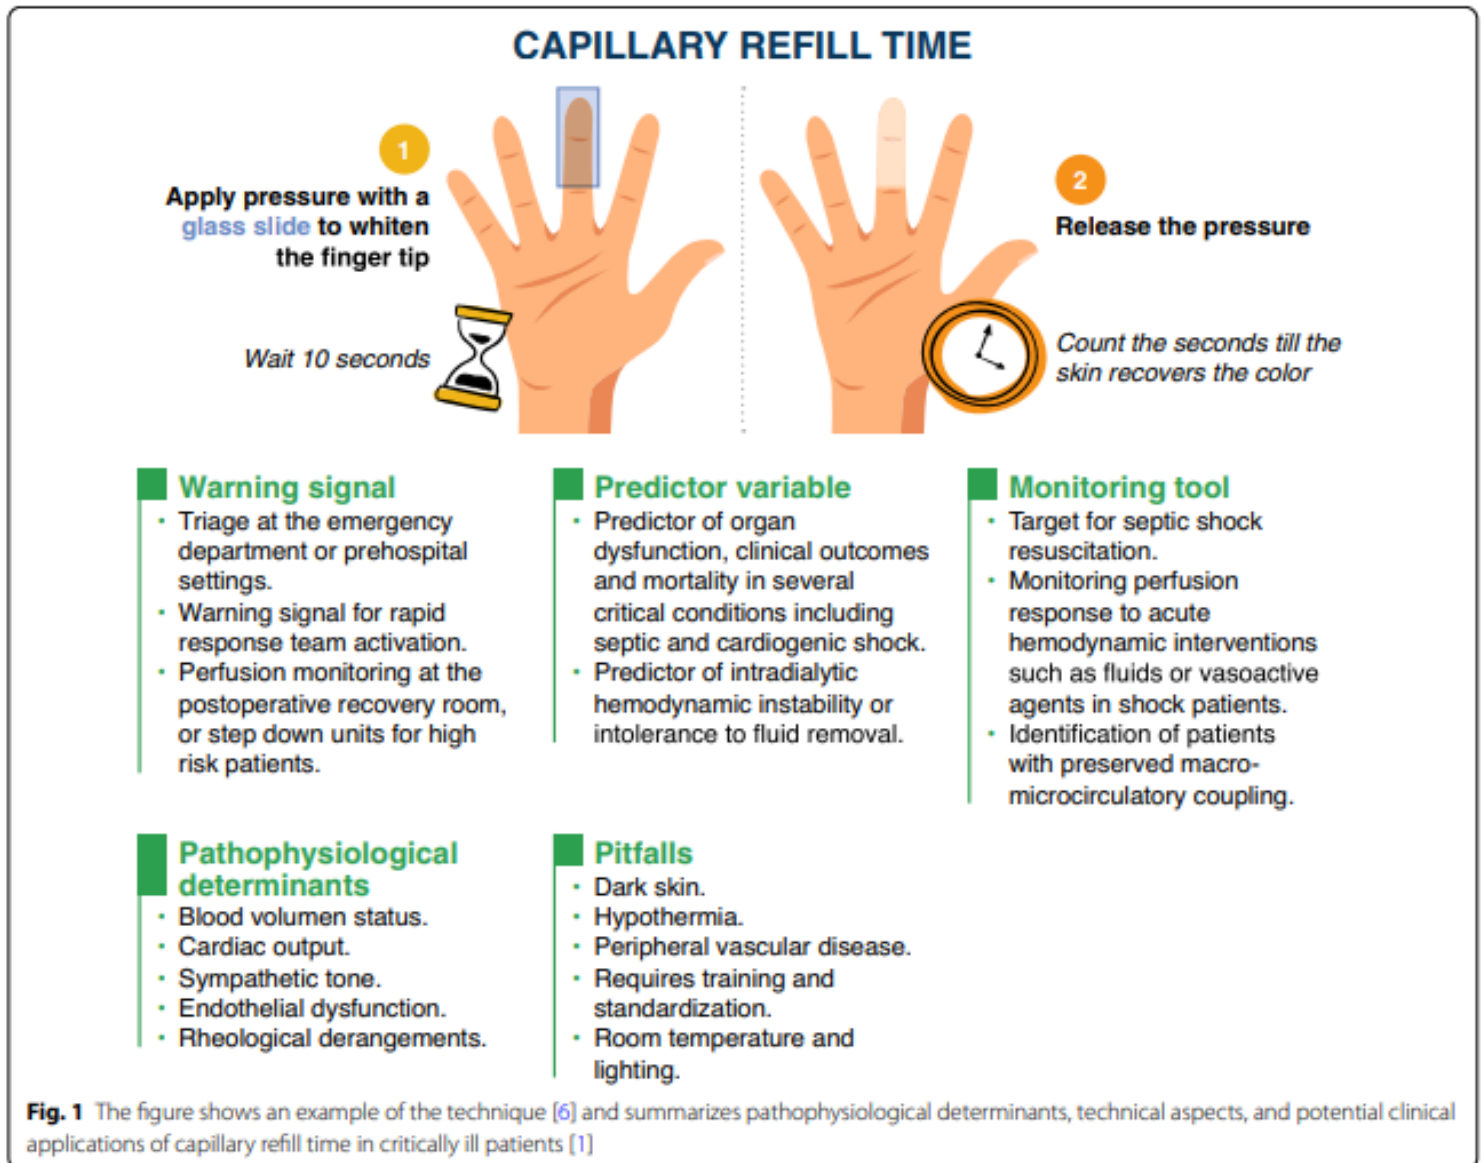 CAPILLARY REFILL TIME
1
Apply pressure with a
glass slide to whiten
the finger tip
Wait 10 seconds
2
Release the pressure
Count the seconds till the
skin recovers the color
Warning signal
• Triage at the emergency
department or prehospital
settings.
• Warning signal for rapid
response team activation.
• Perfusion monitoring at the
postoperative recovery room,
or step down units for high
risk patients.
Predictor variable
• Predictor of organ
dysfunction, clinical outcomes
and mortality in several
critical conditions including
septic and cardiogenic shock.
• Predictor of intradialytic
hemodynamic instability or
intolerance to fluid removal.
Monitoring tool
• Target for septic shock
resuscitation.
• Monitoring perfusion
response to acute
hemodynamic interventions
such as fluids or vasoactive
agents in shock patients.
• Identification of patients
with preserved macro-
microcirculatory coupling.
Pathophysiological
determinants
• Blood volumen status.
• Cardiac output.
• Sympathetic tone.
• Endothelial dysfunction.
• Rheological derangements.
Pitfalls
• Dark skin.
• Hypothermia.
• Peripheral vascular disease.
• Requires training and
standardization.
• Room temperature and
lighting.
Fig. 1 The figure shows an example of the technique [6] and summarizes pathophysiological determinants, technical aspects, and potential clinical
applications of capillary refill time in critically ill patients [1]